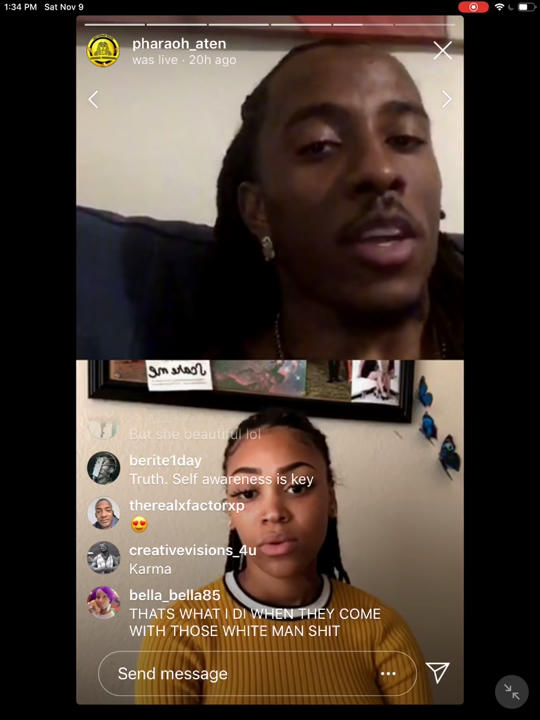 1:34 PM Sat Nov 9
pharaoh_aten
was live · 20h ago
Scare me
But she beautiful lol
berite1day
Truth. Self awareness is key
therealxfactorxp
😍
creativevisions_4u
Karma
bella_bella85
THATS WHAT I DI WHEN THEY COME
WITH THOSE WHITE MAN SHIT
Send message